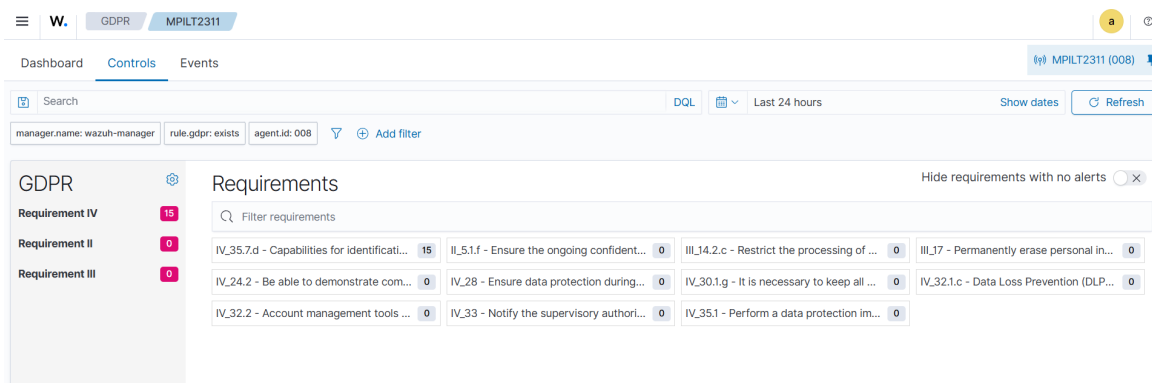 W. GDPR MPILT2311 a
Dashboard Controls Events MPILT2311 (008)
Search DQL Last 24 hours Show dates Refresh
manager.name: wazuh-manager rule.gdpr: exists agent.id: 008 Add filter
GDPR
Requirement IV 15
Requirement II 0
Requirement III 0
Requirements Hide requirements with no alerts
Filter requirements
IV_35.7.d - Capabilities for identificati... 15 II_5.1.f - Ensure the ongoing confident... 0 III_14.2.c - Restrict the processing of ... 0 III_17 - Permanently erase personal in... 0
IV_24.2 - Be able to demonstrate com... 0 IV_28 - Ensure data protection during... 0 IV_30.1.g - It is necessary to keep all ... 0 IV_32.1.c - Data Loss Prevention (DLP... 0
IV_32.2 - Account management tools ... 0 IV_33 - Notify the supervisory authori... 0 IV_35.1 - Perform a data protection im... 0